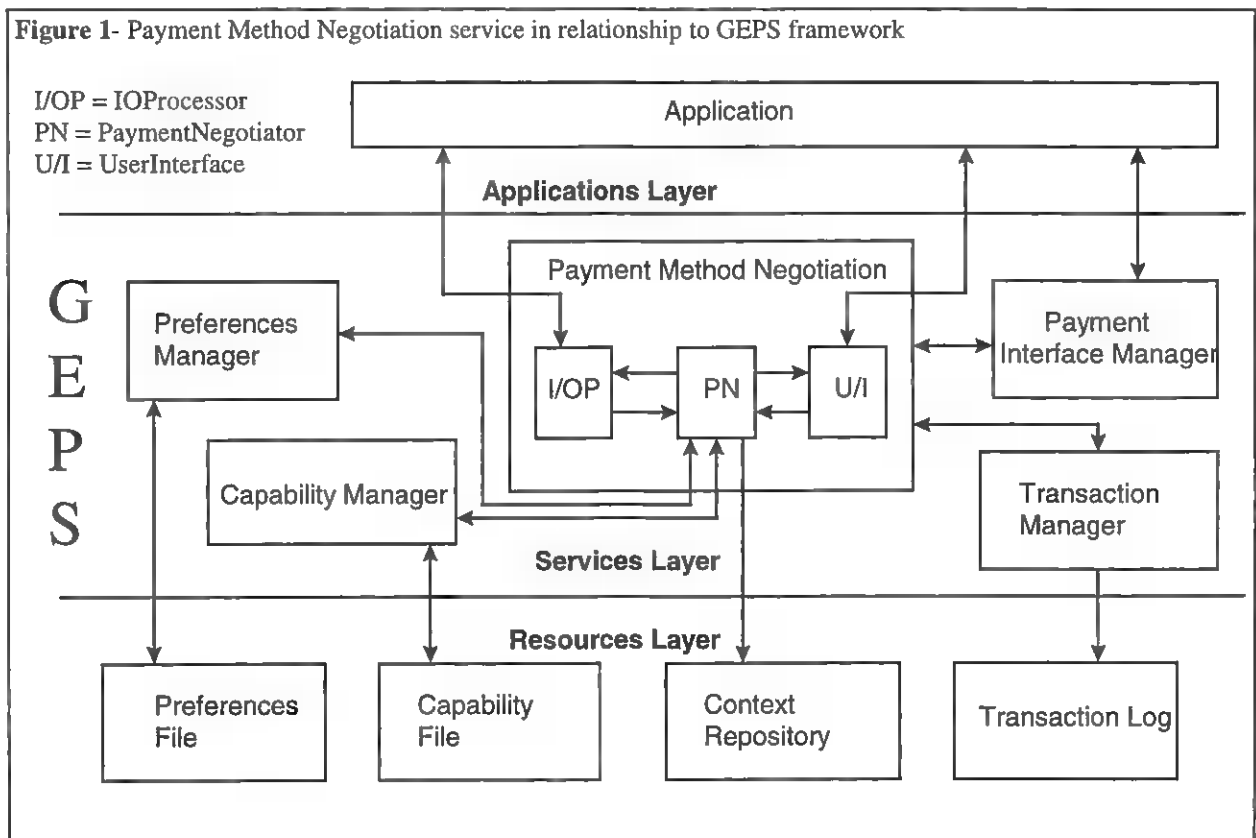 Figure 1- Payment Method Negotiation service in relationship to GEPS framework
I/OP = IOProcessor
PN = PaymentNegotiator
U/I = UserInterface
Application
Applications Layer
GEPS
Payment Method Negotiation
Preferences
Manager
I/OP
PN
U/I
Payment
Interface Manager
Capability Manager
Transaction
Manager
Services Layer
Resources Layer
Preferences
File
Capability
File
Context
Repository
Transaction Log